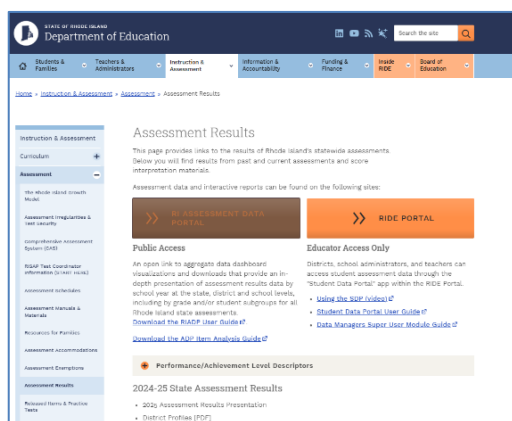 STATE OF RHODE ISLAND
Department of Education
Search the site
Students &
Families
Teachers &
Administrators
Instruction &
Assessment
Information &
Accountability
Funding &
Finance
Inside
RIDE
Board of
Education
Home » Instruction & Assessment » Assessment » Assessment Results
Instruction & Assessment
Curriculum
Assessment
The Rhode Island Growth
Model
Assessment Irregularities &
Test Security
Comprehensive Assessment
System (CAS)
RISAP Test Coordinator
Information
Assessment Schedules
Assessment Manuals &
Materials
Resources for Families
Assessment Accommodations
Assessment Exemptions
Assessment Results
Released Items & Practice
Tests
Assessment Results
This page provides links to the results of Rhode Island's statewide assessments.
Below you will find results from past and current assessments and score
interpretation materials.
Assessment data and interactive reports can be found on the following sites:
RI ASSESSMENT DATA
PORTAL
Public Access
An open link to aggregate data dashboard
visualizations and downloads that provide an in-
depth presentation of assessment results data by
school year at the state, district and school levels,
including by grade and/or student subgroups for all
Rhode Island state assessments.
Download the RIADP User Guide
Download the ADP Item Analysis Guide
RIDE PORTAL
Educator Access Only
Districts, school administrators, and teachers can
access student assessment data through the
"Student Data Portal" app within the RIDE Portal.
• Using the SDP (video)
• Student Data Portal User Guide
• Data Managers Super User Module Guide
Performance/Achievement Level Descriptors
2024-25 State Assessment Results
• 2025 Assessment Results Presentation
• District Profiles [PDF]